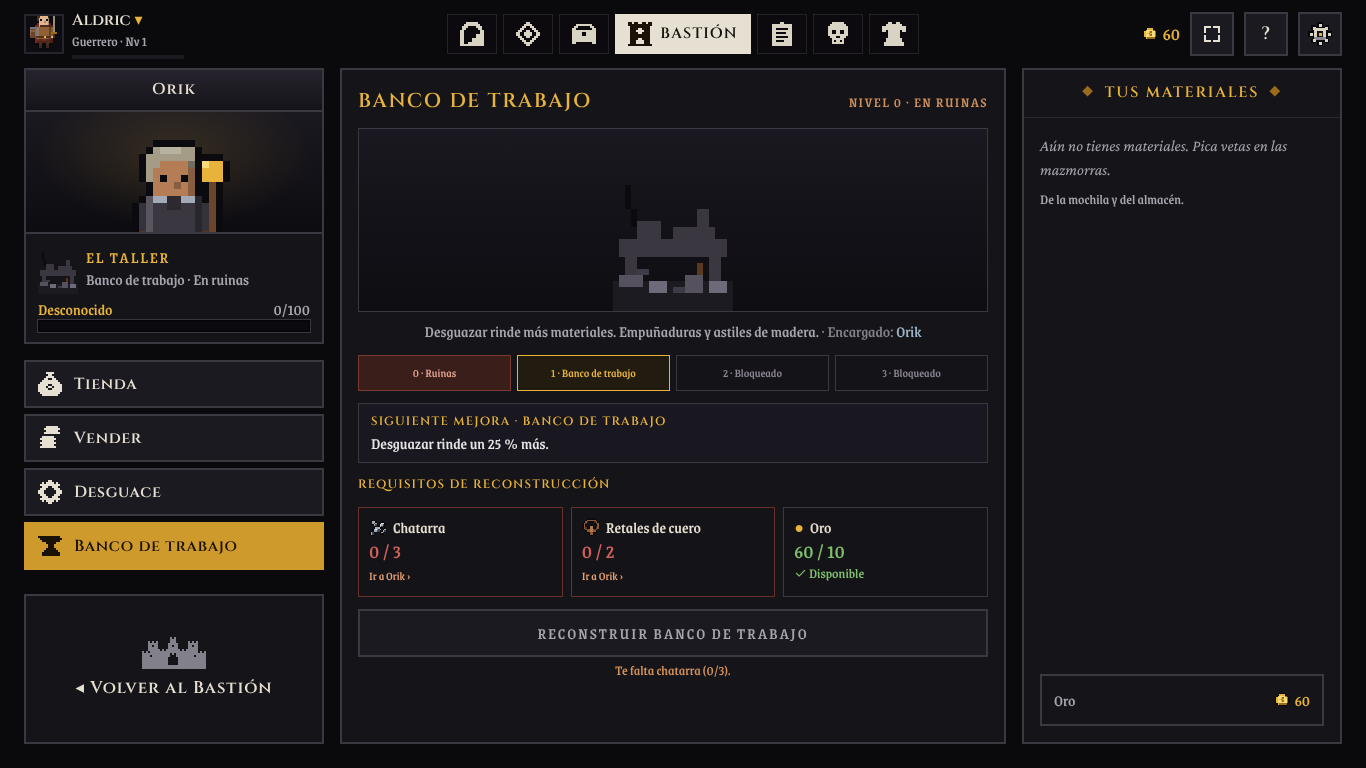 Aldric ▾
Guerrero · Nv 1
Bastión
60
?
Orik
El Taller
Banco de trabajo · En ruinas
Desconocido 0/100
Tienda
Vender
Desguace
Banco de trabajo
◂ Volver al Bastión
Banco de trabajo
Nivel 0 · En ruinas
Desguazar rinde más materiales. Empuñaduras y astiles de madera. · Encargado: Orik
0 · Ruinas
1 · Banco de trabajo
2 · Bloqueado
3 · Bloqueado
Siguiente mejora · Banco de trabajo
Desguazar rinde un 25 % más.
Requisitos de reconstrucción
Chatarra
0 / 3
Ir a Orik ›
Retales de cuero
0 / 2
Ir a Orik ›
Oro
60 / 10
✓ Disponible
Reconstruir Banco de trabajo
Te falta chatarra (0/3).
◆ Tus materiales ◆
Aún no tienes materiales. Pica vetas en las
mazmorras.
De la mochila y del almacén.
Oro 60